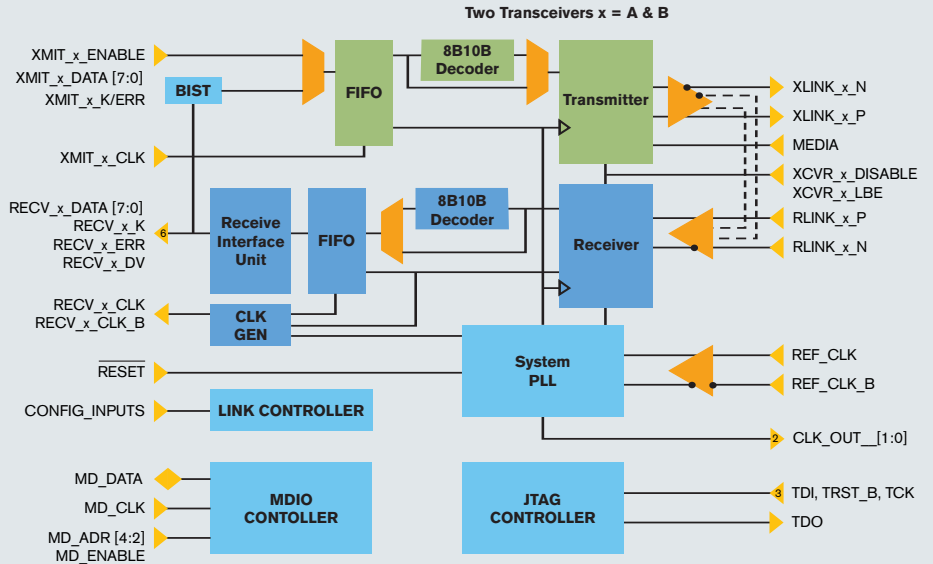 Two Transceivers x = A & B
XMIT_x_ENABLE
XMIT_x_DATA [7:0]
XMIT_x_K/ERR
BIST
XMIT_x_CLK
FIFO
8B10B
Decoder
Transmitter
XLINK_x_N
XLINK_x_P
MEDIA
XCVR_x_DISABLE
XCVR_x_LBE
RLINK_x_P
RLINK_x_N
RECV_x_DATA [7:0]
RECV_x_K
RECV_x_ERR
RECV_x_DV
6
Receive
Interface
Unit
FIFO
8B10B
Decoder
Receiver
RECV_x_CLK
RECV_x_CLK_B
CLK
GEN
RESET
System
PLL
REF_CLK
REF_CLK_B
CONFIG_INPUTS
LINK CONTROLLER
2
CLK_OUT__[1:0]
MD_DATA
MD_CLK
MD_ADR [4:2]
MD_ENABLE
MDIO
CONTOLLER
JTAG
CONTROLLER
3
TDI, TRST_B, TCK
TDO